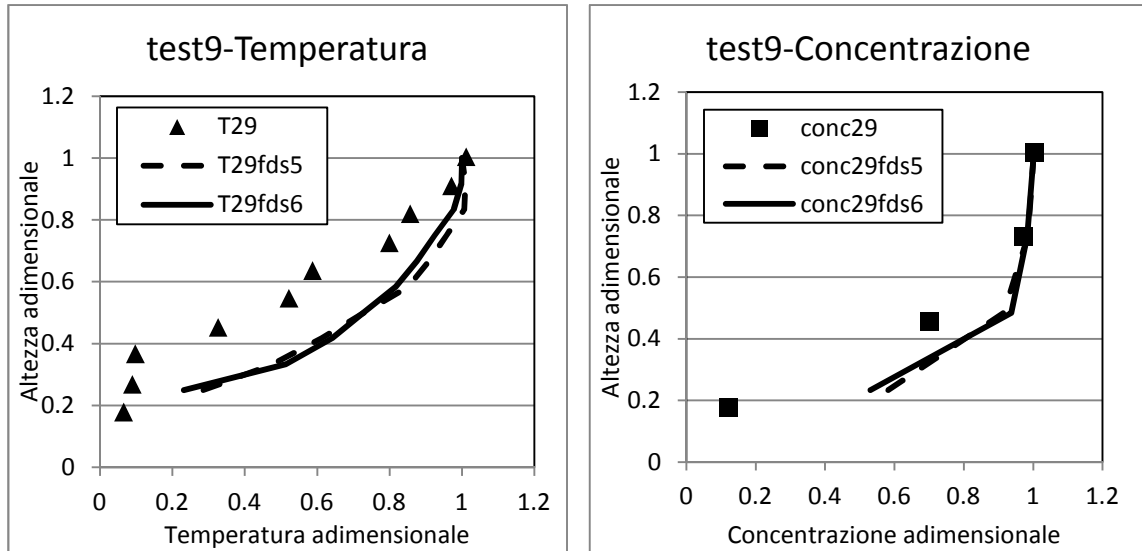 test9-Temperatura
1.2
1
0.8
0.6
0.4
0.2
0
Altezza adimensionale
T29
T29fds5
T29fds6
0 0.2 0.4 0.6 0.8 1 1.2
Temperatura adimensionale
test9-Concentrazione
1.2
1
0.8
0.6
0.4
0.2
0
Altezza adimensionale
conc29
conc29fds5
conc29fds6
0 0.2 0.4 0.6 0.8 1 1.2
Concentrazione adimensionale